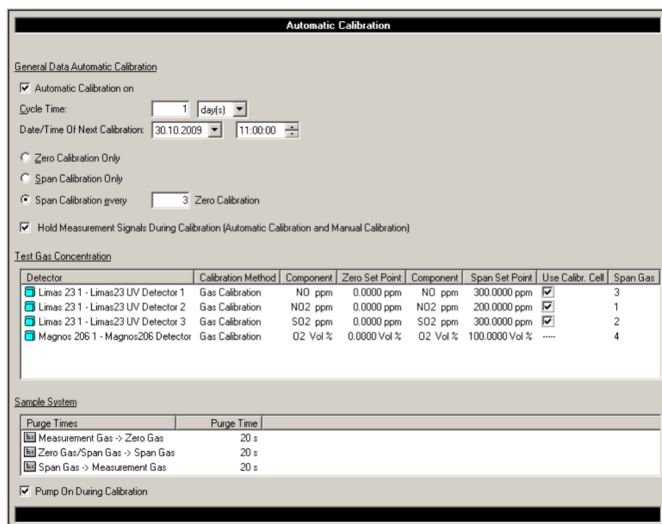 Automatic Calibration
General Data Automatic Calibration
Automatic Calibration on
Cycle Time: 1 day(s)
Date/Time Of Next Calibration: 30.10.2009 11:00:00
Zero Calibration Only
Span Calibration Only
Span Calibration every 3 Zero Calibration
Hold Measurement Signals During Calibration (Automatic Calibration and Manual Calibration)
Test Gas Concentration
Detector Calibration Method Component Zero Set Point Component Span Set Point Use Calibr. Cell Span Gas
Limas 23 1 - Limas23 UV Detector 1 Gas Calibration NO ppm 0.0000 ppm NO ppm 300.0000 ppm 3
Limas 23 1 - Limas23 UV Detector 2 Gas Calibration NO2 ppm 0.0000 ppm NO2 ppm 200.0000 ppm 1
Limas 23 1 - Limas23 UV Detector 3 Gas Calibration SO2 ppm 0.0000 ppm SO2 ppm 300.0000 ppm 2
Magnos 206 1 - Magnos206 Detector Gas Calibration O2 Vol % 0.0000 Vol % O2 Vol % 100.0000 Vol % ----- 4
Sample System
Purge Times Purge Time
Measurement Gas -> Zero Gas 20 s
Zero Gas/Span Gas -> Span Gas 20 s
Span Gas -> Measurement Gas 20 s
Pump On During Calibration